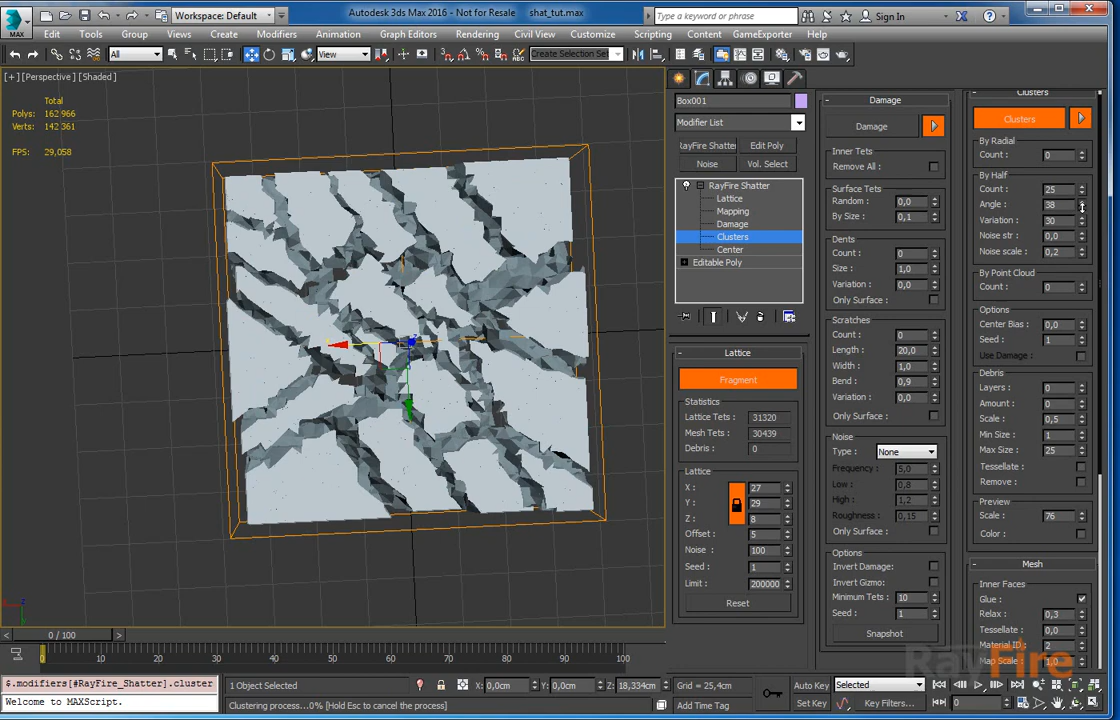 Workspace: Default
Autodesk 3ds Max 2016 - Not for Resale shat_tut.max
Type a keyword or phrase
Sign In
MAX
Edit Tools Group Views Create Modifiers Animation Graph Editors Rendering Civil View Customize Scripting Content GameExporter Help
All
View
Create Selection Se
[+] [Perspective] [Shaded]
Total
Polys: 162 966
Verts: 142 361
FPS: 29,058
Box001
Modifier List
RayFire Shatter Edit Poly
Noise Vol. Select
RayFire Shatter
Lattice
Mapping
Damage
Clusters
Center
Editable Poly
Lattice
Fragment
Statistics
Lattice Tets : 31320
Mesh Tets : 30439
Debris : 0
Lattice
X : 27
Y : 29
Z : 8
Offset : 5
Noise : 100
Seed : 1
Limit : 200000
Reset
Damage
Damage
Inner Tets
Remove All :
Surface Tets
Random : 0,0
By Size : 0,1
Dents
Count : 0
Size : 1,0
Variation : 0,0
Only Surface :
Scratches
Count : 0
Length : 20,0
Width : 1,0
Bend : 0,9
Variation : 0,0
Only Surface :
Noise
Type : None
Frequency : 5,0
Low : 0,8
High : 1,2
Roughness : 0,15
Only Surface :
Options
Invert Damage:
Invert Gizmo:
Minimum Tets : 10
Seed : 1
Snapshot
Clusters
Clusters
By Radial
Count : 0
By Half
Count : 25
Angle : 38
Variation : 30
Noise str : 0,0
Noise scale : 0,2
By Point Cloud
Count : 0
Options
Center Bias : 0,0
Seed : 1
Use Damage :
Debris
Layers : 0
Amount : 0
Scale : 0,5
Min Size : 1
Max Size : 25
Tessellate :
Remove :
Preview
Scale : 76
Color :
Mesh
Inner Faces
Glue :
Relax : 0,3
Tessellate : 0,0
Material ID : 2
Map Scale : 1,0
RayFire
0 / 100
0 10 20 30 40 50 60 70 80 90 100
$.modifiers[#RayFire_Shatter].cluster
Welcome to MAXScript.
1 Object Selected
X: 0,0cm Y: 0,0cm Z: 18,334cm Grid = 25,4cm
Clustering process...0% [Hold Esc to cancel the process]
Add Time Tag
Auto Key Selected
Set Key Key Filters...
0